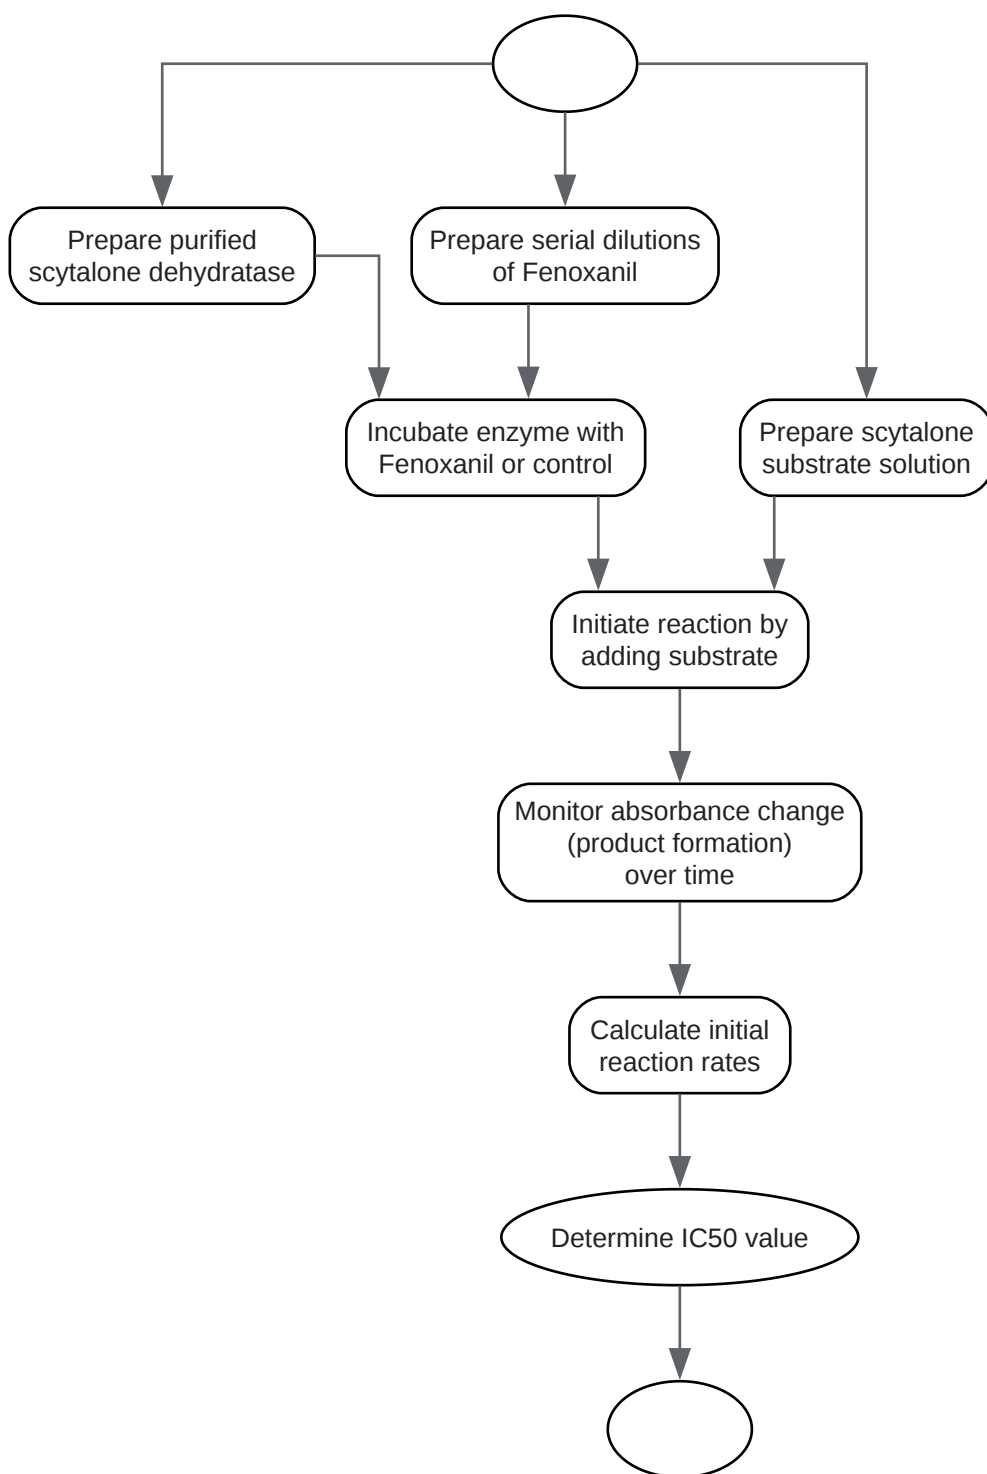 Prepare purified
scytalone dehydratase
Prepare serial dilutions
of Fenoxanil
Incubate enzyme with
Fenoxanil or control
Prepare scytalone
substrate solution
Initiate reaction by
adding substrate
Monitor absorbance change
(product formation)
over time
Calculate initial
reaction rates
Determine IC50 value